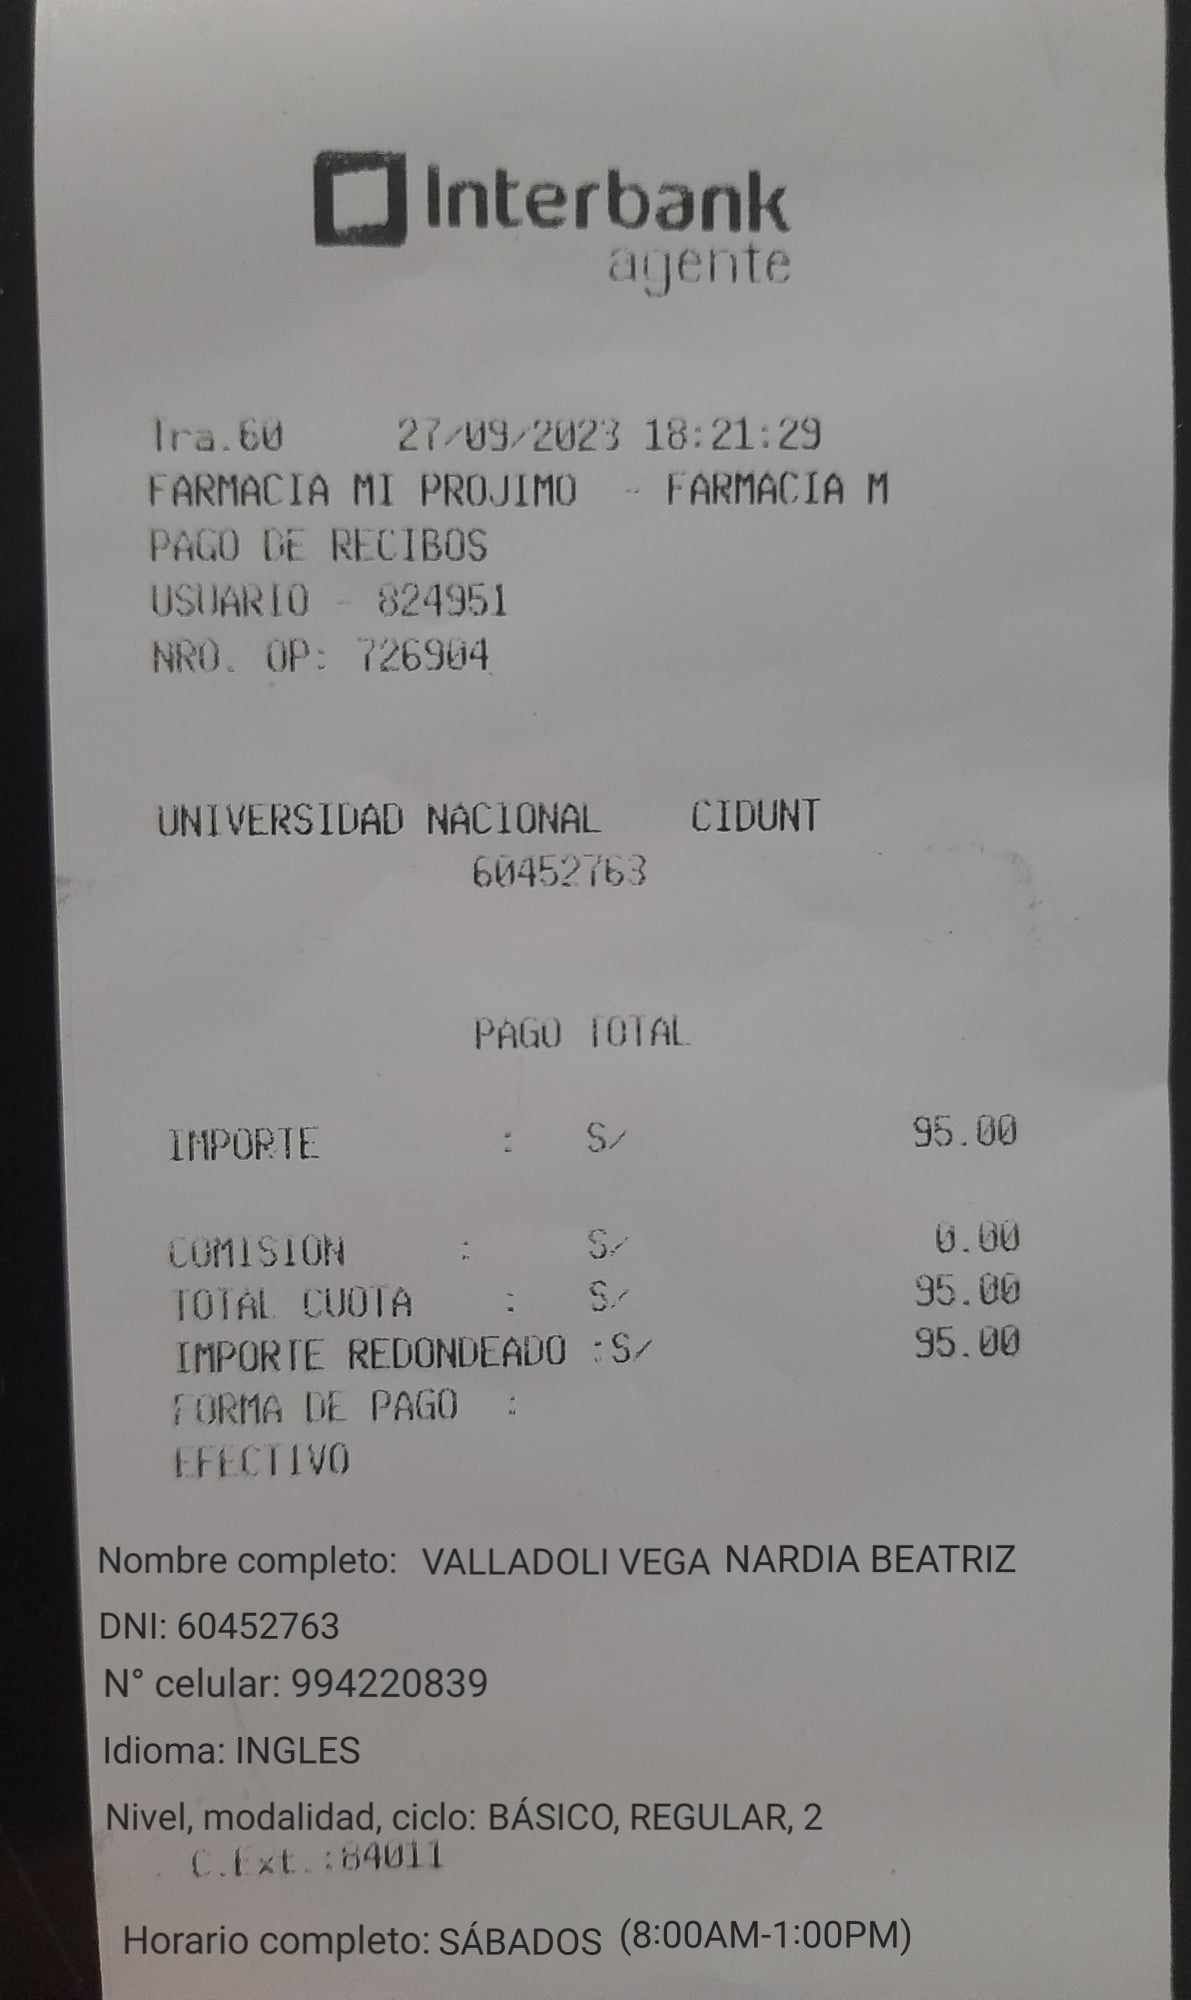 Interbank
agente
Tra.60 27/09/2023 18:21:29
FARMACIA MI PROJIMO - FARMACIA M
PAGO DE RECIBOS
USUARIO - 824951
NRO. OP: 726904
UNIVERSIDAD NACIONAL CIDUNT
60452763
PAGO TOTAL
IMPORTE : S/ 95.00
COMISION : S/ 0.00
TOTAL CUOTA : S/ 95.00
IMPORTE REDONDEADO :S/ 95.00
FORMA DE PAGO :
EFECTIVO
Nombre completo: VALLADOLI VEGA NARDIA BEATRIZ
DNI: 60452763
N° celular: 994220839
Idioma: INGLES
Nivel, modalidad, ciclo: BÁSICO, REGULAR, 2
C.Ext.:84011
Horario completo: SÁBADOS (8:00AM-1:00PM)